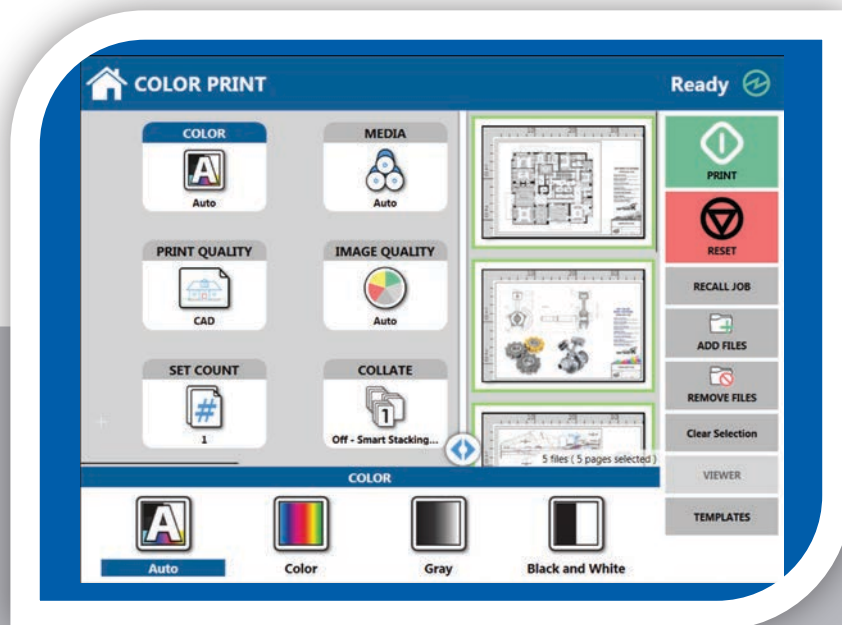 COLOR PRINT
Ready
COLOR
Auto
MEDIA
Auto
PRINT QUALITY
CAD
IMAGE QUALITY
Auto
SET COUNT
#
1
COLLATE
1
Off - Smart Stacking...
5 files ( 5 pages selected )
PRINT
RESET
RECALL JOB
ADD FILES
REMOVE FILES
Clear Selection
VIEWER
TEMPLATES
COLOR
A
Auto
Color
Gray
Black and White